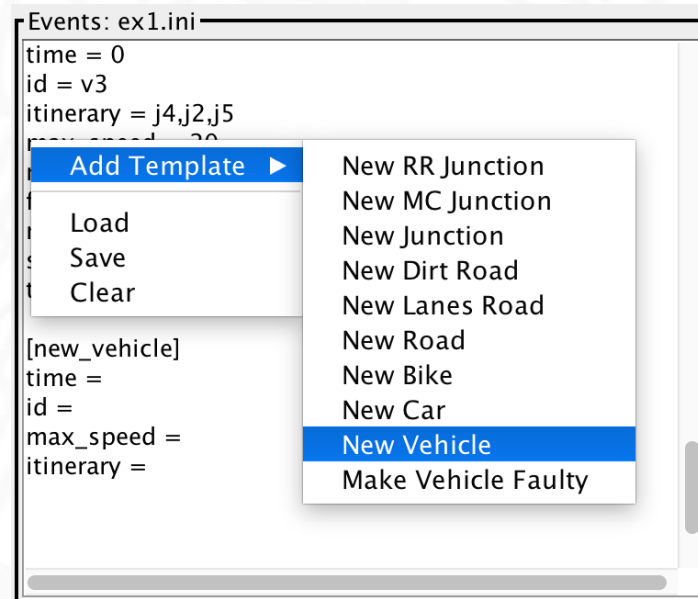 Events: ex1.ini
time = 0
id = v3
itinerary = j4,j2,j5
max_speed = 20
Add Template
Load
Save
Clear
New RR Junction
New MC Junction
New Junction
New Dirt Road
New Lanes Road
New Road
New Bike
New Car
New Vehicle
Make Vehicle Faulty
[new_vehicle]
time =
id =
max_speed =
itinerary =